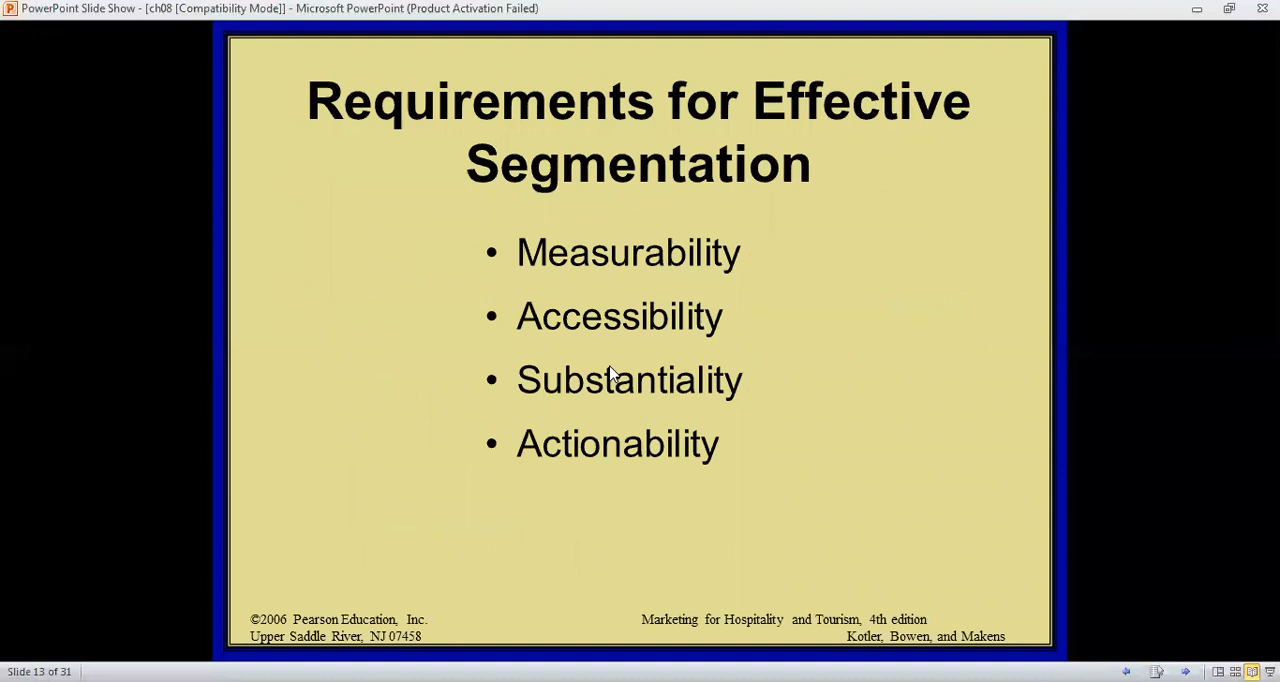 PowerPoint Slide Show - [ch08 [Compatibility Mode]] - Microsoft PowerPoint (Product Activation Failed)
Requirements for Effective
Segmentation
• Measurability
• Accessibility
• Substantiality
• Actionability
©2006 Pearson Education, Inc. Marketing for Hospitality and Tourism, 4th edition
Upper Saddle River, NJ 07458 Kotler, Bowen, and Makens
Slide 13 of 31